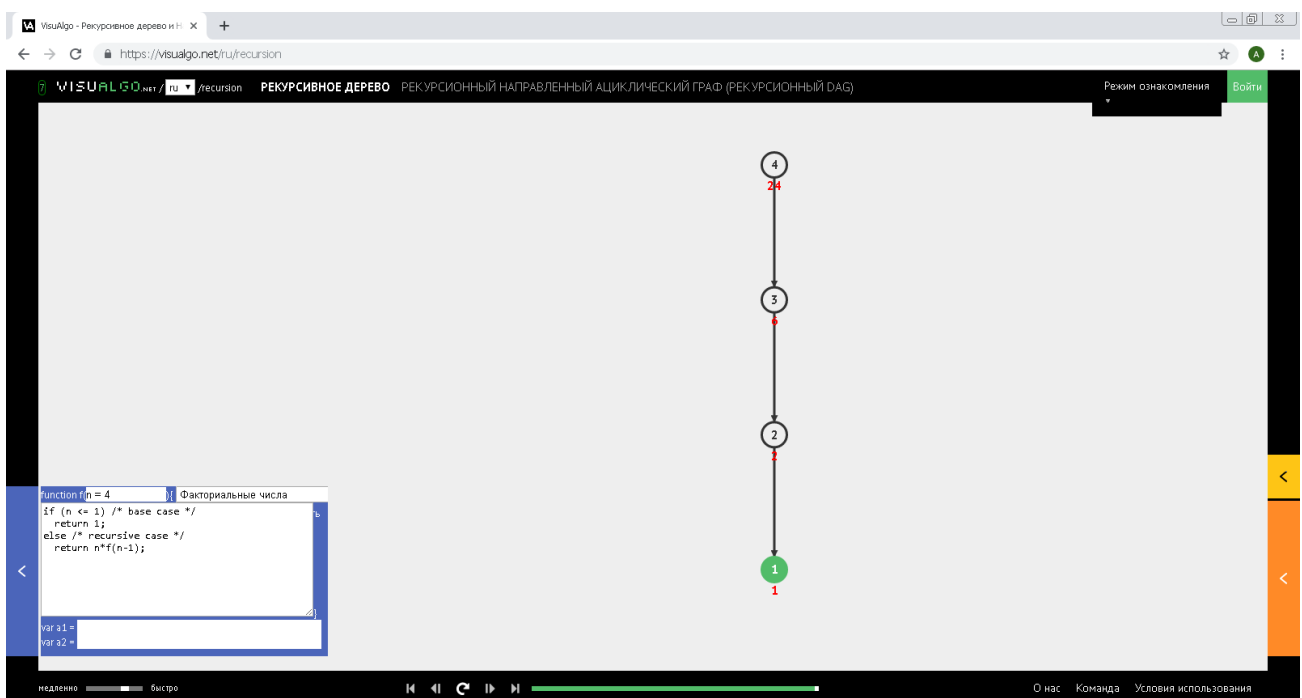 VisuAlgo - Рекурсивное дерево и Н
https://visualgo.net/ru/recursion
A
7 VISUALGO.NET / ru /recursion РЕКУРСИВНОЕ ДЕРЕВО РЕКУРСИОННЫЙ НАПРАВЛЕННЫЙ АЦИКЛИЧЕСКИЙ ГРАФ (РЕКУРСИОННЫЙ DAG) Режим ознакомления Войти
4
24
3
6
2
2
1
1
function f(n = 4 ){ Факториальные числа
if (n <= 1) /* base case */
return 1;
else /* recursive case */
return n*f(n-1);
}
var a1 =
var a2 =
медленно быстро О нас Команда Условия использования